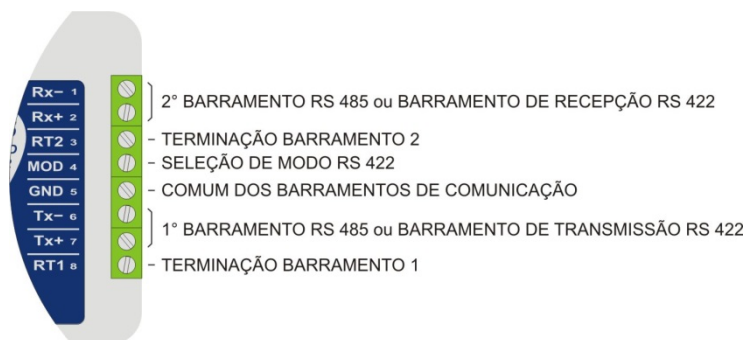 Rx– 1
Rx+ 2
RT2 3
MOD 4
GND 5
Tx– 6
Tx+ 7
RT1 8
2° BARRAMENTO RS 485 ou BARRAMENTO DE RECEPÇÃO RS 422
– TERMINAÇÃO BARRAMENTO 2
– SELEÇÃO DE MODO RS 422
– COMUM DOS BARRAMENTOS DE COMUNICAÇÃO
1° BARRAMENTO RS 485 ou BARRAMENTO DE TRANSMISSÃO RS 422
– TERMINAÇÃO BARRAMENTO 1